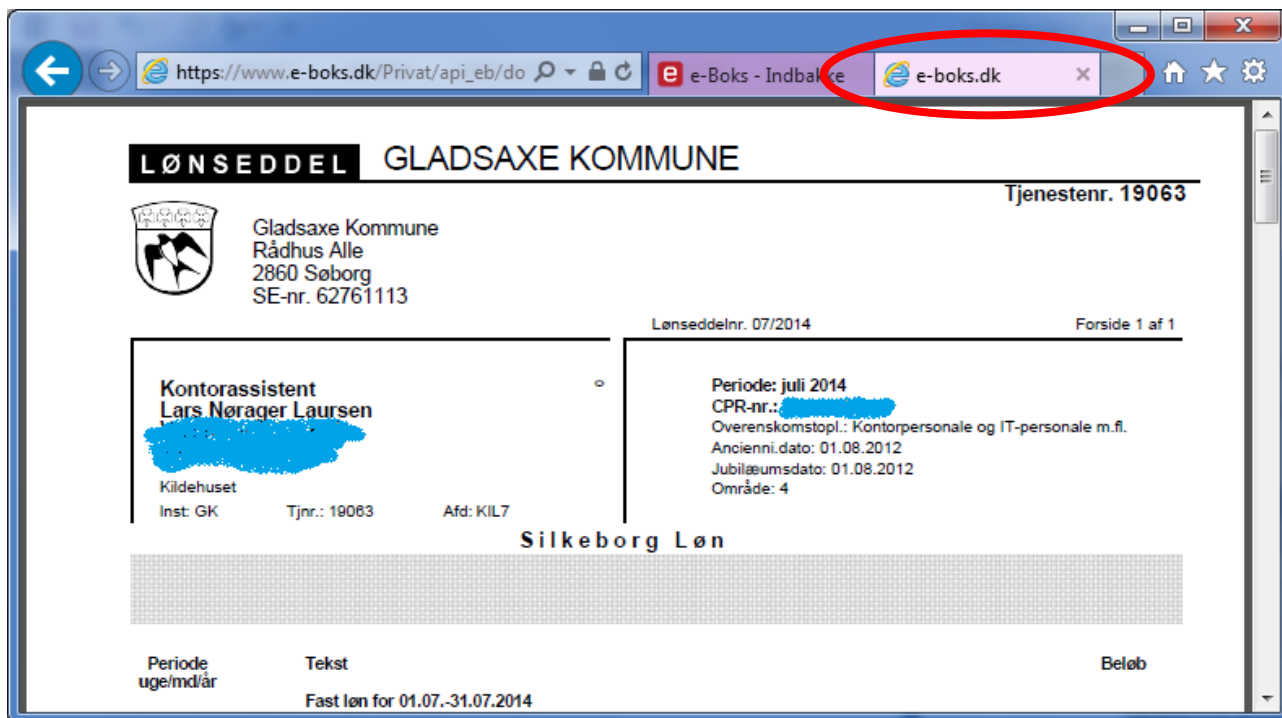 https://www.e-boks.dk/Privat/api_eb/do
e-Boks - Indbakke
e-boks.dk
LØNSEDDEL GLADSAXE KOMMUNE
Tjenestenr. 19063
Gladsaxe Kommune
Rådhus Alle
2860 Søborg
SE-nr. 62761113
Lønseddelnr. 07/2014
Forside 1 af 1
Kontorassistent
Lars Nørager Laursen
Kildehuset
Inst: GK Tjnr.: 19063 Afd: KIL7
Periode: juli 2014
CPR-nr.:
Overenskomstopl.: Kontorpersonale og IT-personale m.fl.
Ancienni.dato: 01.08.2012
Jubilæumsdato: 01.08.2012
Område: 4
Silkeborg Løn
Periode Tekst Beløb
uge/md/år
Fast løn for 01.07.-31.07.2014